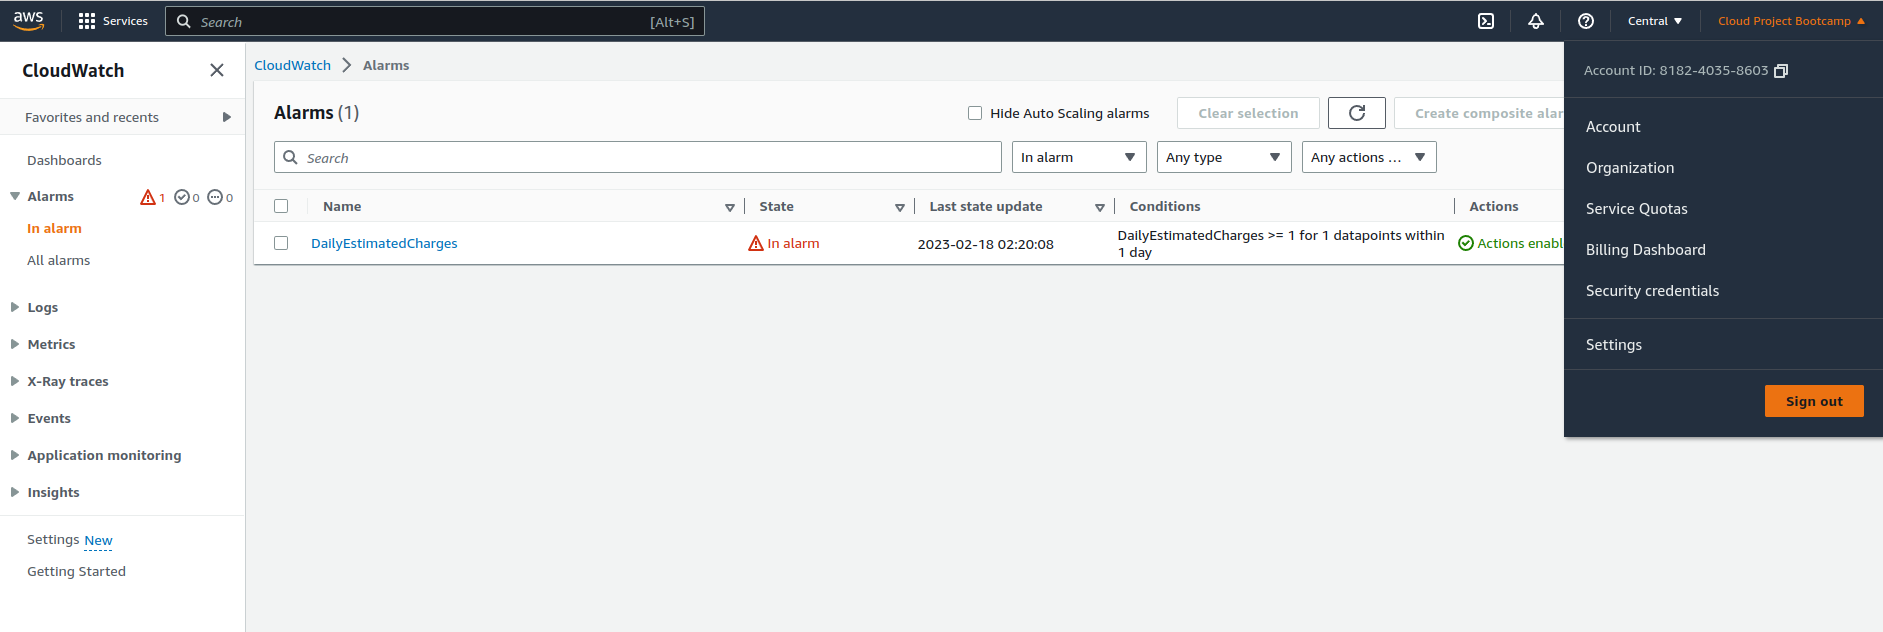 aws
Services
Search
[Alt+S]
Central
Cloud Project Bootcamp
CloudWatch
Favorites and recents
Dashboards
Alarms 1 0 0
In alarm
All alarms
Logs
Metrics
X-Ray traces
Events
Application monitoring
Insights
Settings New
Getting Started
CloudWatch Alarms
Alarms (1)
Hide Auto Scaling alarms
Clear selection
Create composite alar
Search
In alarm
Any type
Any actions ...
Name State Last state update Conditions Actions
DailyEstimatedCharges
In alarm
2023-02-18 02:20:08
DailyEstimatedCharges >= 1 for 1 datapoints within
1 day
Actions enabl
Account ID: 8182-4035-8603
Account
Organization
Service Quotas
Billing Dashboard
Security credentials
Settings
Sign out